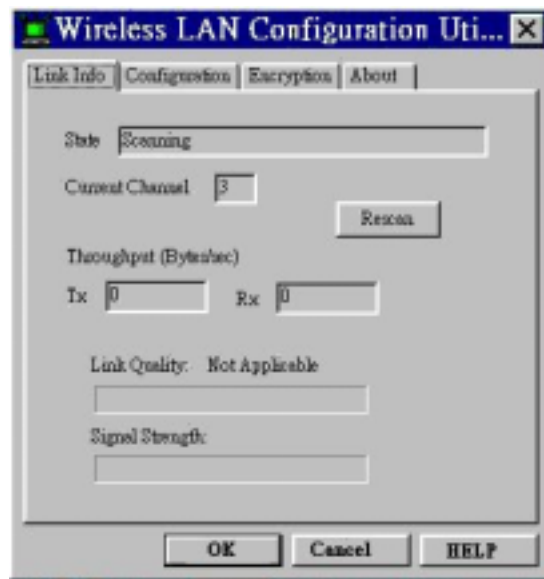 Wireless LAN Configuration Uti...
Link Info Configuration Encryption About
State Scanning
Current Channel 3
Rescan
Throughput (Bytes/sec)
Tx 0 Rx 0
Link Quality: Not Applicable
Signal Strength:
OK Cancel HELP